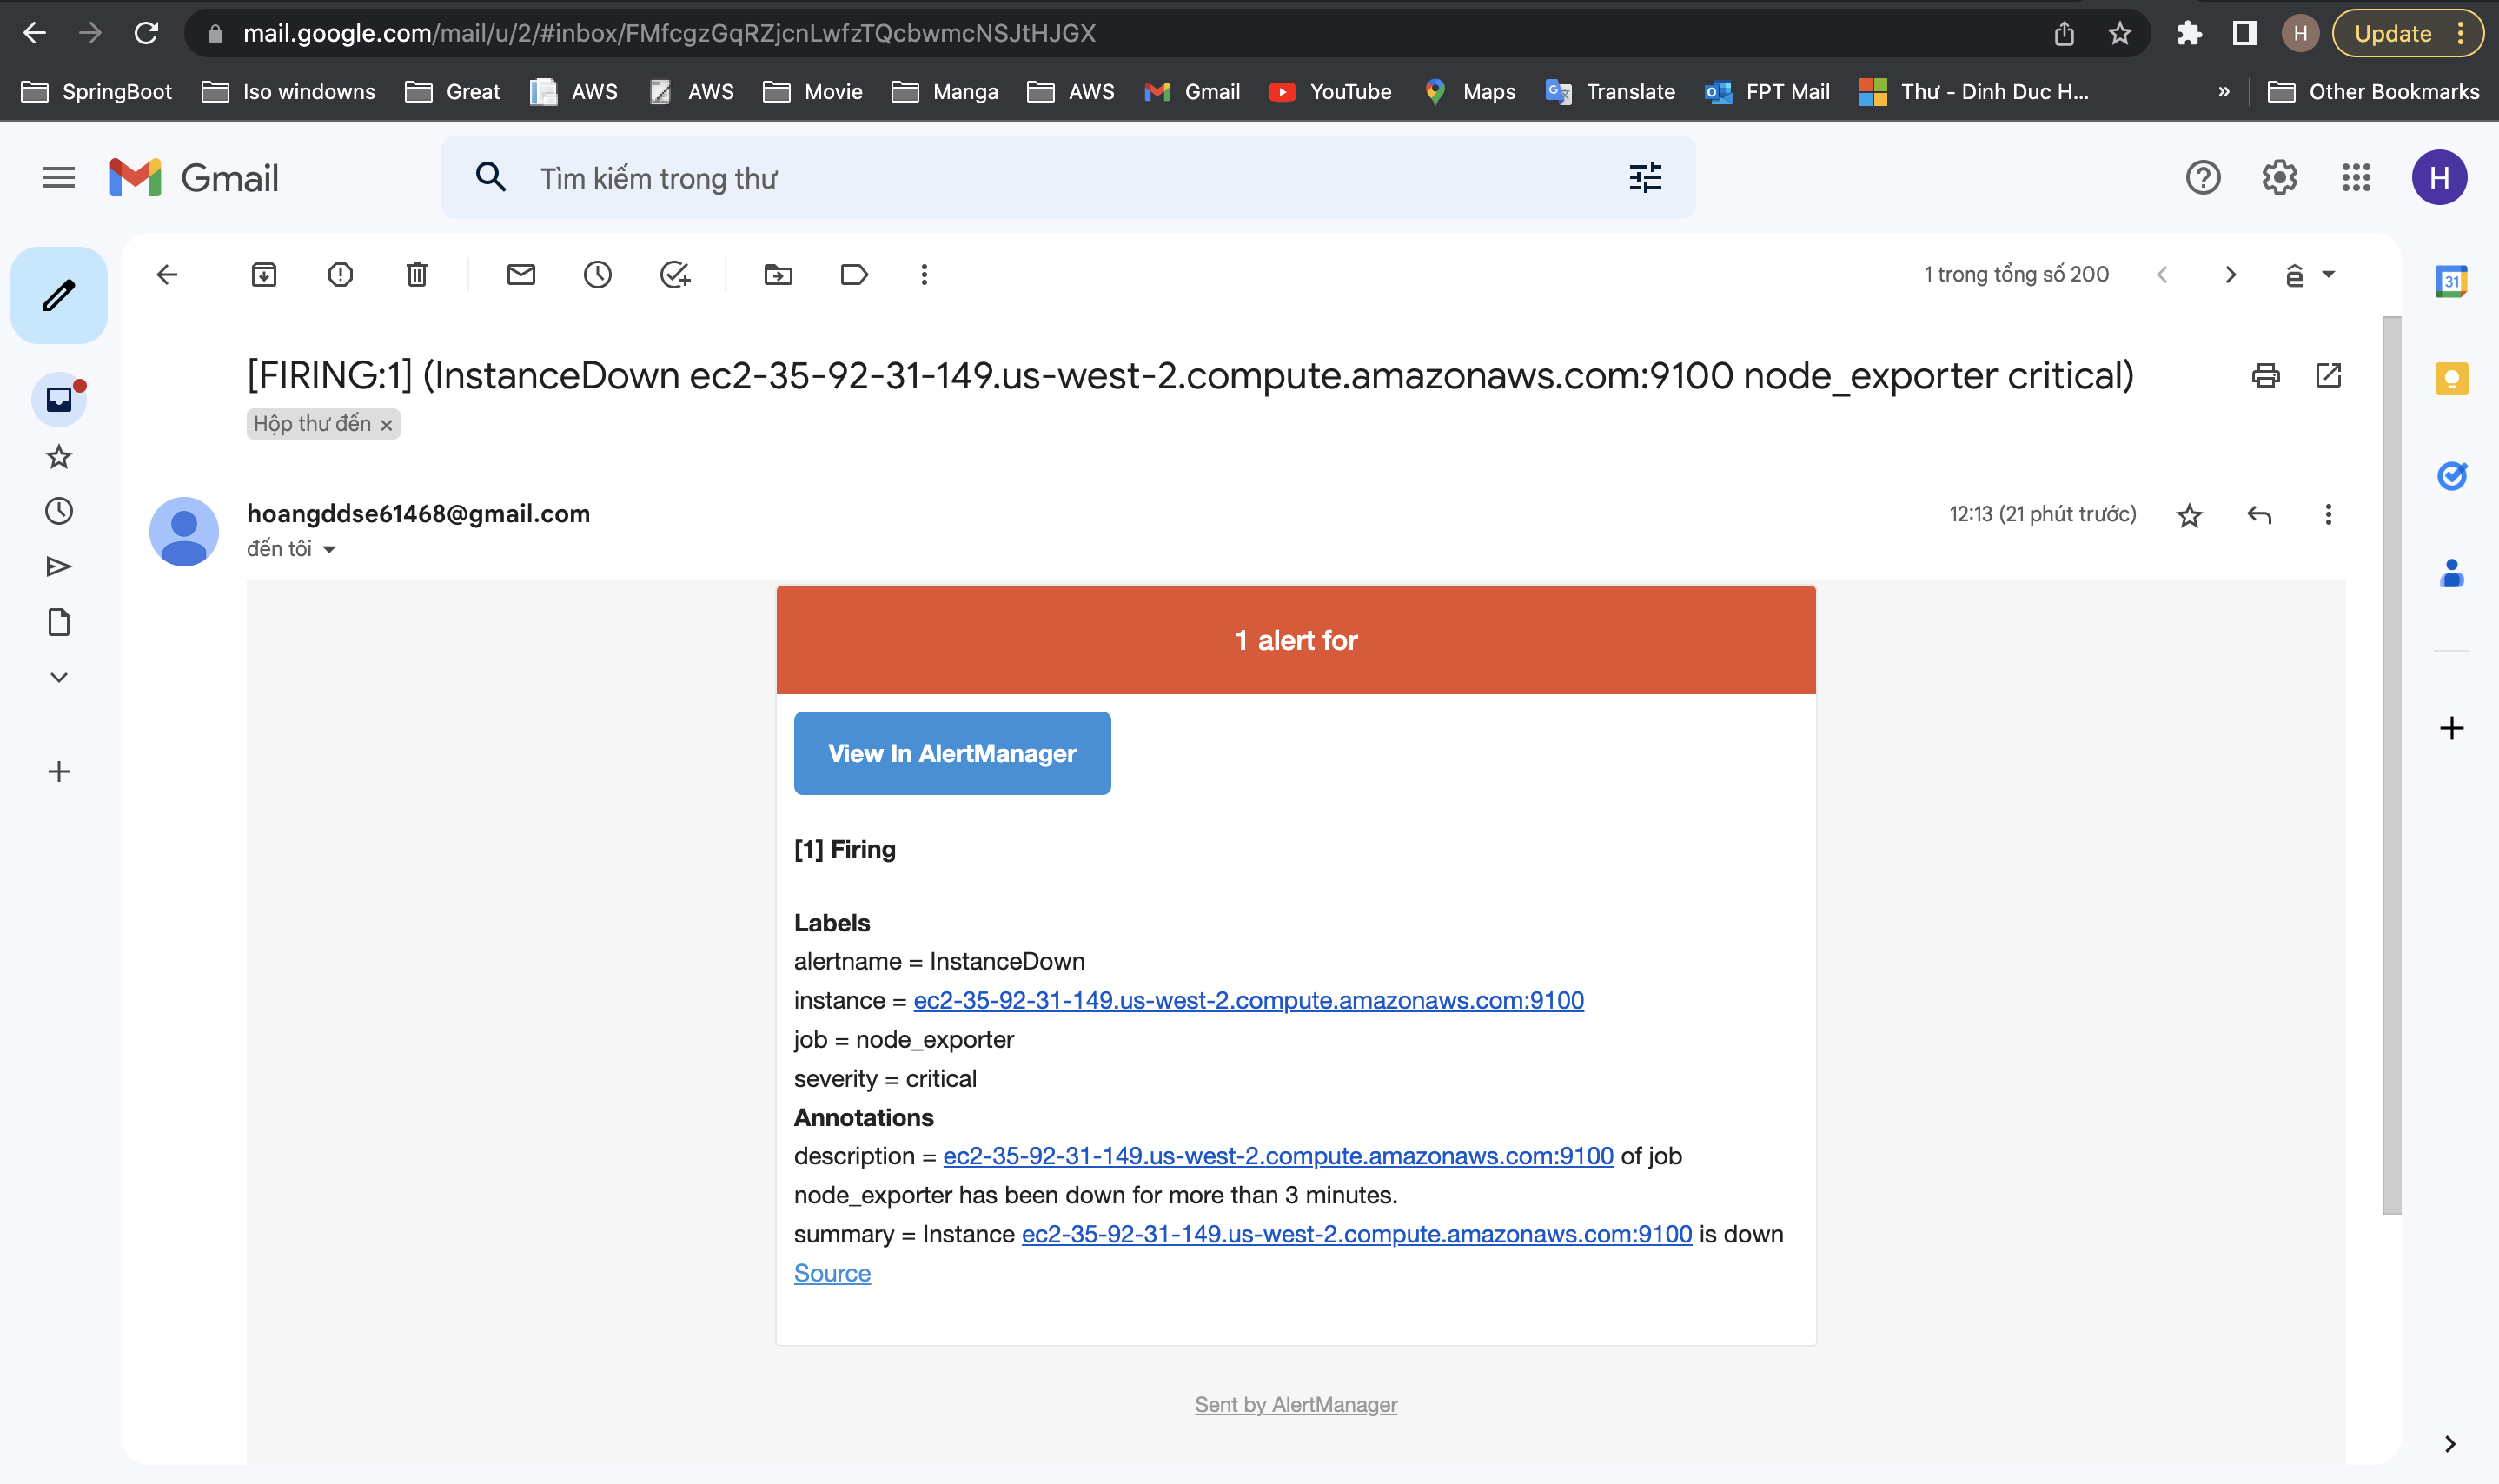 mail.google.com/mail/u/2/#inbox/FMfcgzGqRZjcnLwfzTQcbwmcNSJtHJGX
H
Update
SpringBoot
Iso windowns
Great
AWS
AWS
Movie
Manga
AWS
Gmail
YouTube
Maps
Translate
FPT Mail
Thư - Dinh Duc H...
»
Other Bookmarks
Gmail
Tìm kiếm trong thư
H
1 trong tổng số 200
ê
31
[FIRING:1] (InstanceDown ec2-35-92-31-149.us-west-2.compute.amazonaws.com:9100 node_exporter critical)
Hộp thư đến ×
hoangddse61468@gmail.com
12:13 (21 phút trước)
đến tôi
1 alert for
View In AlertManager
[1] Firing
Labels
alertname = InstanceDown
instance = ec2-35-92-31-149.us-west-2.compute.amazonaws.com:9100
job = node_exporter
severity = critical
Annotations
description = ec2-35-92-31-149.us-west-2.compute.amazonaws.com:9100 of job
node_exporter has been down for more than 3 minutes.
summary = Instance ec2-35-92-31-149.us-west-2.compute.amazonaws.com:9100 is down
Source
Sent by AlertManager